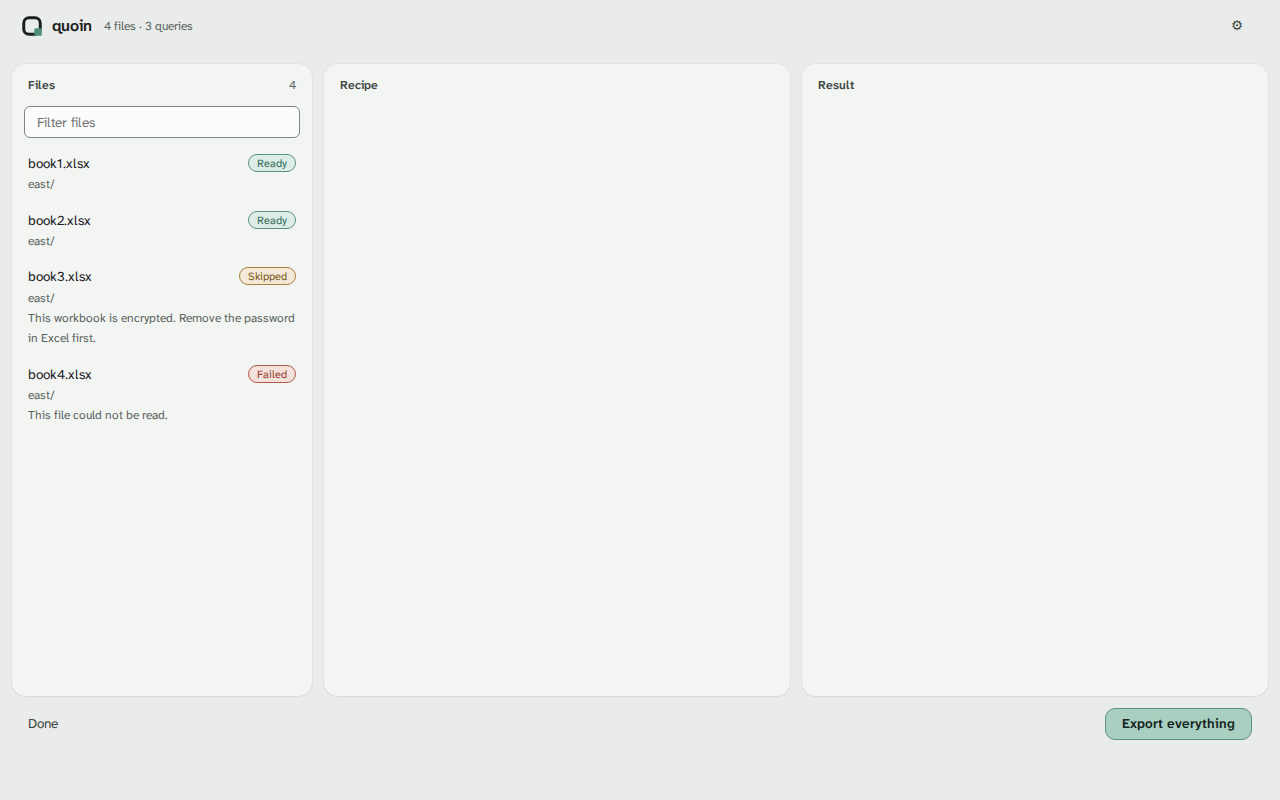 quoin 4 files · 3 queries
Files 4
Recipe
Result
Filter files
book1.xlsx Ready
east/
book2.xlsx Ready
east/
book3.xlsx Skipped
east/
This workbook is encrypted. Remove the password
in Excel first.
book4.xlsx Failed
east/
This file could not be read.
Done
Export everything